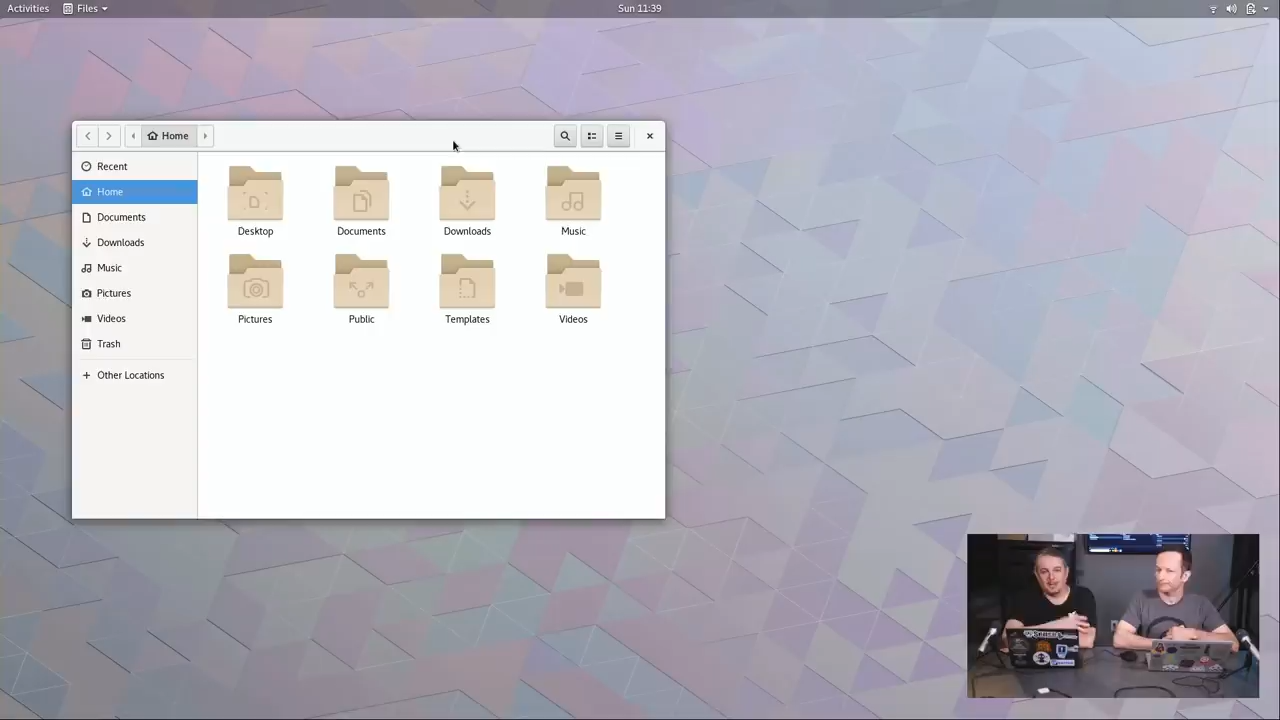 Activities
Files
Sun 11:39
Home
Recent
Home
Documents
Downloads
Music
Pictures
Videos
Trash
Other Locations
Desktop
Documents
Downloads
Music
Pictures
Public
Templates
Videos